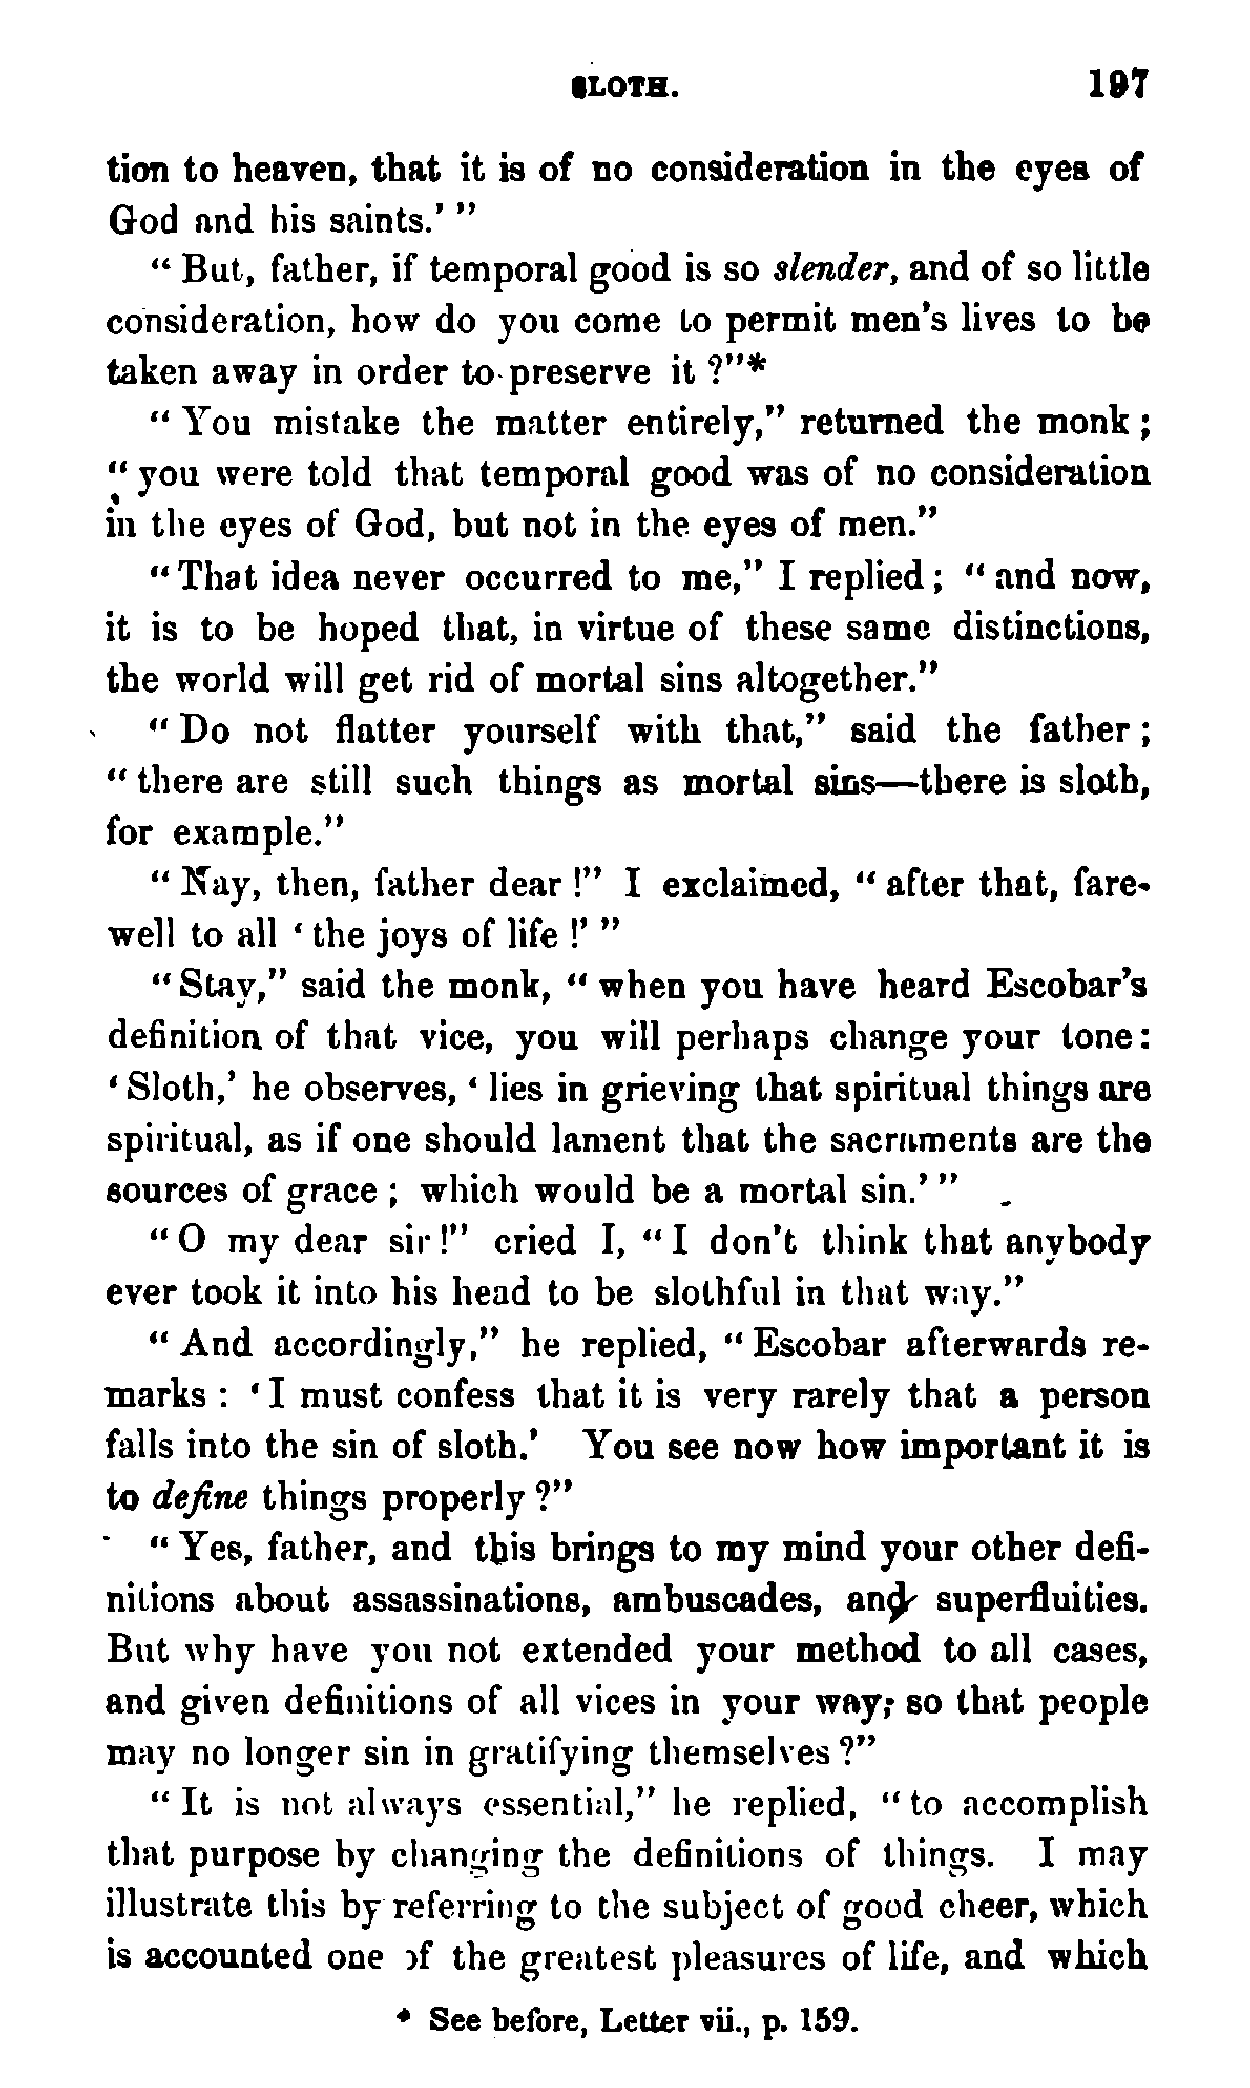 SLOTH. 197
tion to heaven, that it is of no consideration in the eyes of
God and his saints.' "
" But, father, if temporal good is so slender, and of so little
consideration, how do you come to permit men's lives to be
taken away in order to preserve it ?"*
" You mistake the matter entirely," returned the monk ;
" you were told that temporal good was of no consideration
in the eyes of God, but not in the eyes of men."
" That idea never occurred to me," I replied ; " and now,
it is to be hoped that, in virtue of these same distinctions,
the world will get rid of mortal sins altogether."
" Do not flatter yourself with that," said the father ;
" there are still such things as mortal sins—there is sloth,
for example."
" Nay, then, father dear !" I exclaimed, " after that, fare-
well to all ' the joys of life !' "
" Stay," said the monk, " when you have heard Escobar's
definition of that vice, you will perhaps change your tone:
' Sloth,' he observes, ' lies in grieving that spiritual things are
spiritual, as if one should lament that the sacraments are the
sources of grace ; which would be a mortal sin.' "
" O my dear sir !" cried I, " I don't think that anybody
ever took it into his head to be slothful in that way."
" And accordingly," he replied, " Escobar afterwards re-
marks : ' I must confess that it is very rarely that a person
falls into the sin of sloth.' You see now how important it is
to define things properly ?"
" Yes, father, and this brings to my mind your other defi-
nitions about assassinations, ambuscades, and superfluities.
But why have you not extended your method to all cases,
and given definitions of all vices in your way, so that people
may no longer sin in gratifying themselves ?"
" It is not always essential," he replied, " to accomplish
that purpose by changing the definitions of things. I may
illustrate this by referring to the subject of good cheer, which
is accounted one of the greatest pleasures of life, and which
* See before, Letter vii., p. 159.